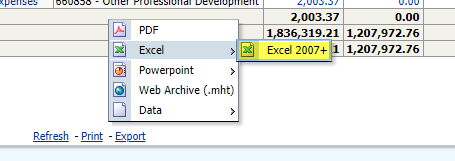 xpenses 660858 - Other Professional Development 2,003.37 0.00
2,003.37 0.00
1,836,319.21 1,207,972.76
PDF
Excel Excel 2007+ 1 1,207,972.76
Powerpoint
Web Archive (.mht)
Data
Refresh - Print - Export